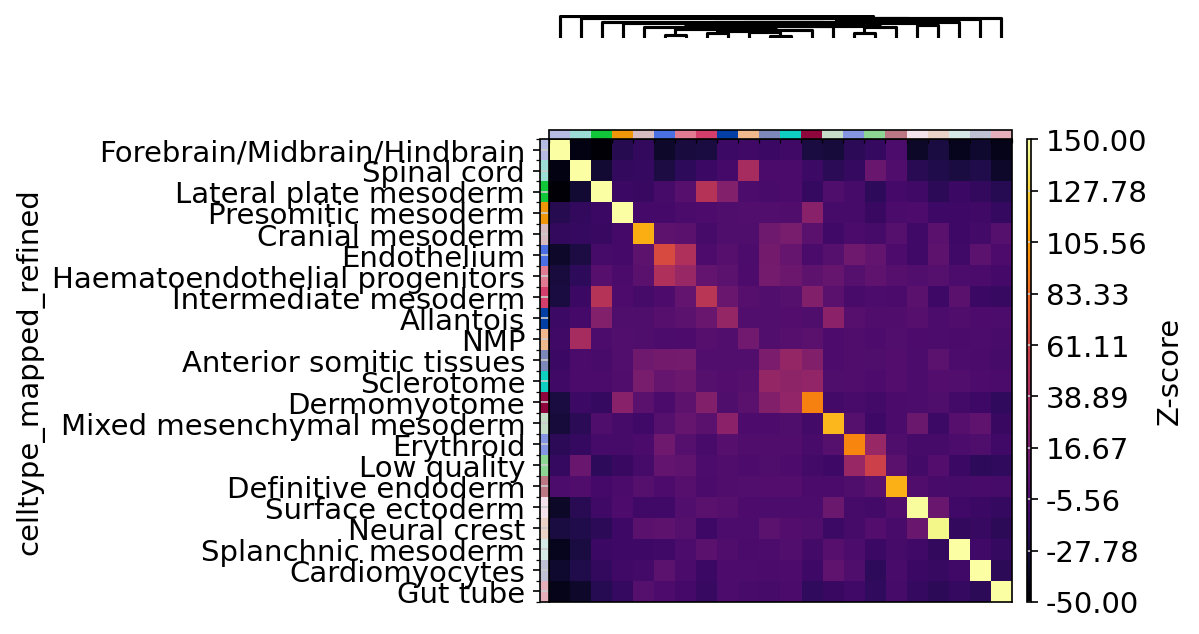 celltype_mapped_refined
Forebrain/Midbrain/Hindbrain
Spinal cord
Lateral plate mesoderm
Presomitic mesoderm
Cranial mesoderm
Endothelium
Haematoendothelial progenitors
Intermediate mesoderm
Allantois
NMP
Anterior somitic tissues
Sclerotome
Dermomyotome
Mixed mesenchymal mesoderm
Erythroid
Low quality
Definitive endoderm
Surface ectoderm
Neural crest
Splanchnic mesoderm
Cardiomyocytes
Gut tube
150.00
127.78
105.56
83.33
61.11
38.89
16.67
-5.56
-27.78
-50.00
Z-score